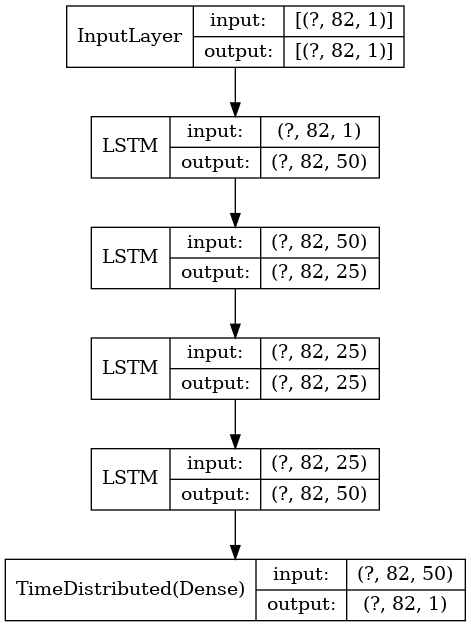 InputLayer
input: [(?, 82, 1)]
output: [(?, 82, 1)]
LSTM
input: (?, 82, 1)
output: (?, 82, 50)
LSTM
input: (?, 82, 50)
output: (?, 82, 25)
LSTM
input: (?, 82, 25)
output: (?, 82, 25)
LSTM
input: (?, 82, 25)
output: (?, 82, 50)
TimeDistributed(Dense)
input: (?, 82, 50)
output: (?, 82, 1)